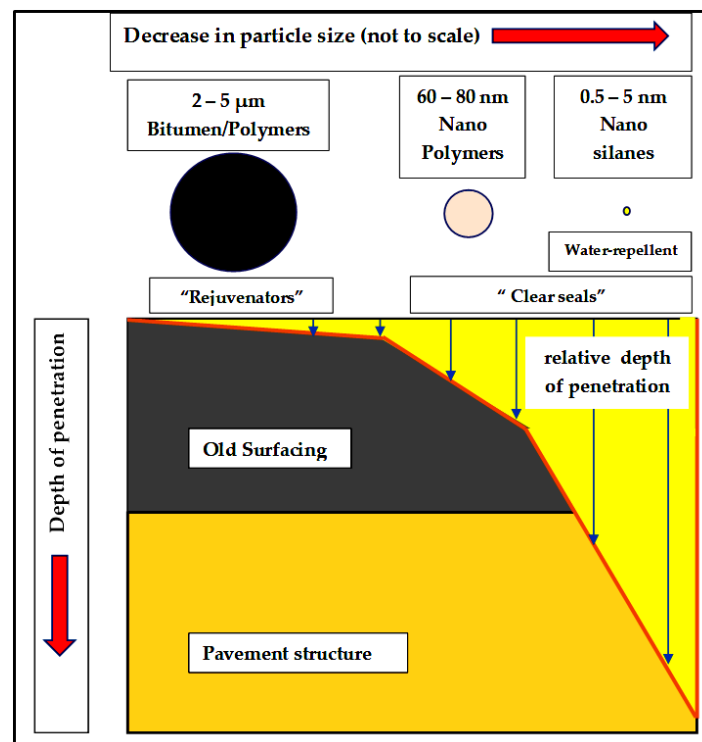 Decrease in particle size (not to scale)
2 – 5 µm
Bitumen/Polymers
60 – 80 nm
Nano
Polymers
0.5 – 5 nm
Nano
silanes
Water-repellent
“Rejuvenators”
“ Clear seals”
Depth of penetration
relative depth
of penetration
Old Surfacing
Pavement structure